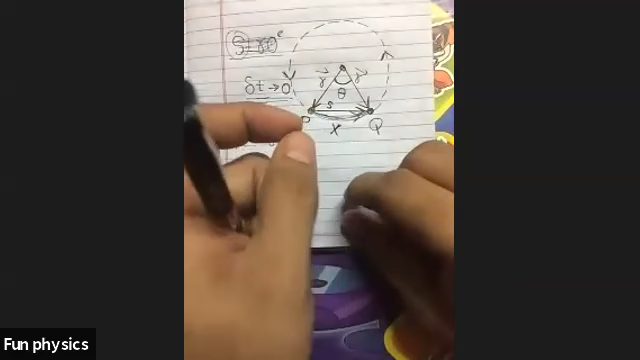 δt → 0
r r
θ
s
P
x Q
Fun physics